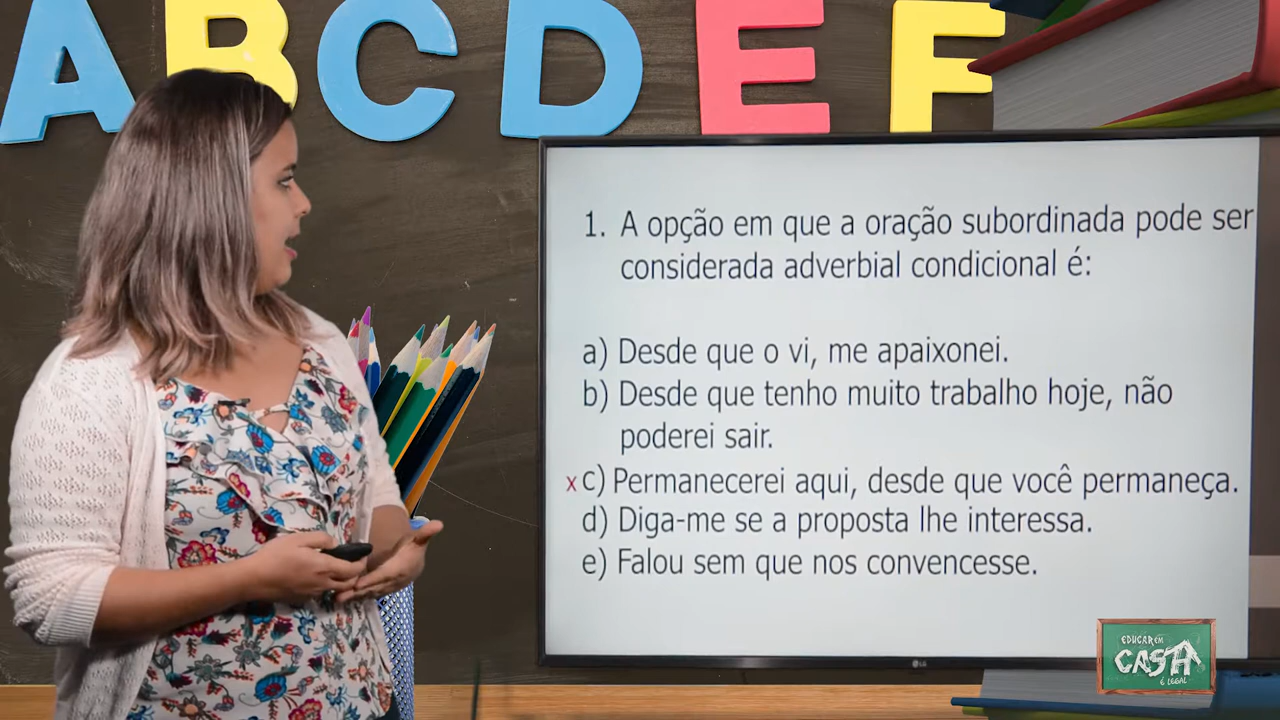 A B C D E F
1. A opção em que a oração subordinada pode ser
considerada adverbial condicional é:
a) Desde que o vi, me apaixonei.
b) Desde que tenho muito trabalho hoje, não
poderei sair.
x c) Permanecerei aqui, desde que você permaneça.
d) Diga-me se a proposta lhe interessa.
e) Falou sem que nos convencesse.
LG
EDUCAR EM
CASA
É LEGAL